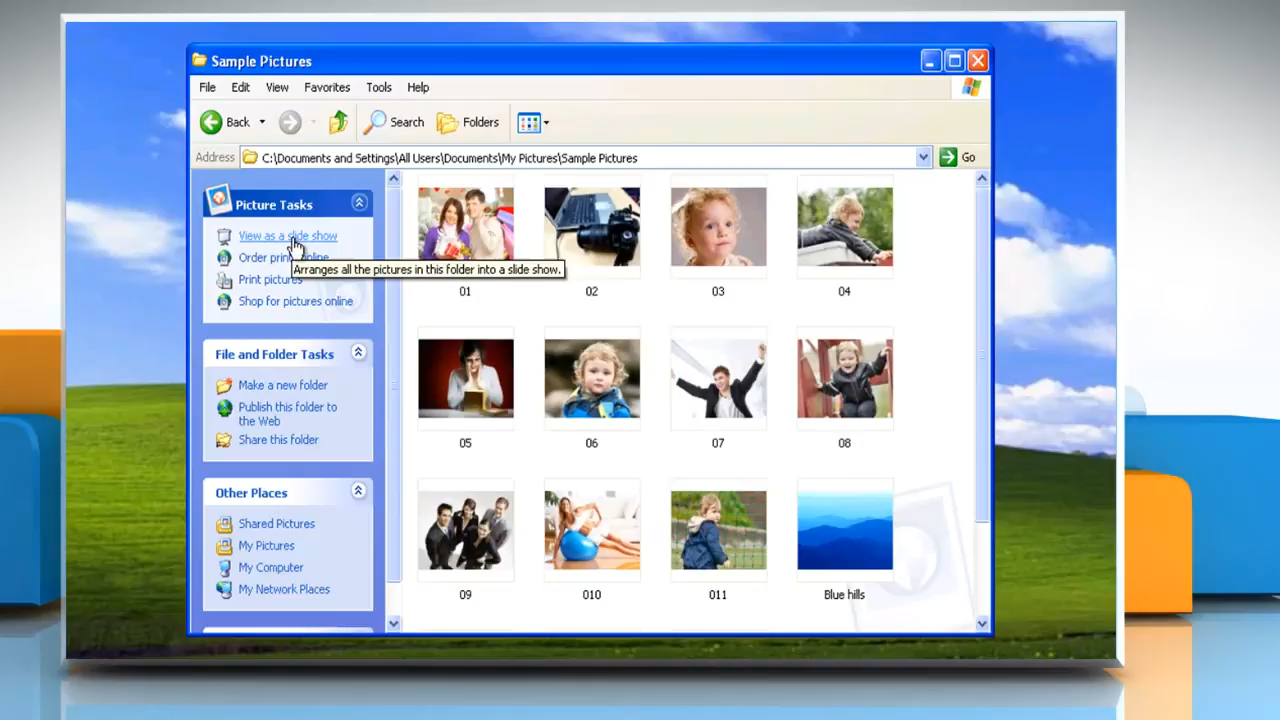 Sample Pictures
File Edit View Favorites Tools Help
Back Search Folders
Address C:\Documents and Settings\All Users\Documents\My Pictures\Sample Pictures Go
Picture Tasks
View as a slide show
Order prints online
Arranges all the pictures in this folder into a slide show.
Print pictures
Shop for pictures online
File and Folder Tasks
Make a new folder
Publish this folder to
the Web
Share this folder
Other Places
Shared Pictures
My Pictures
My Computer
My Network Places
01 02 03 04
05 06 07 08
09 010 011 Blue hills